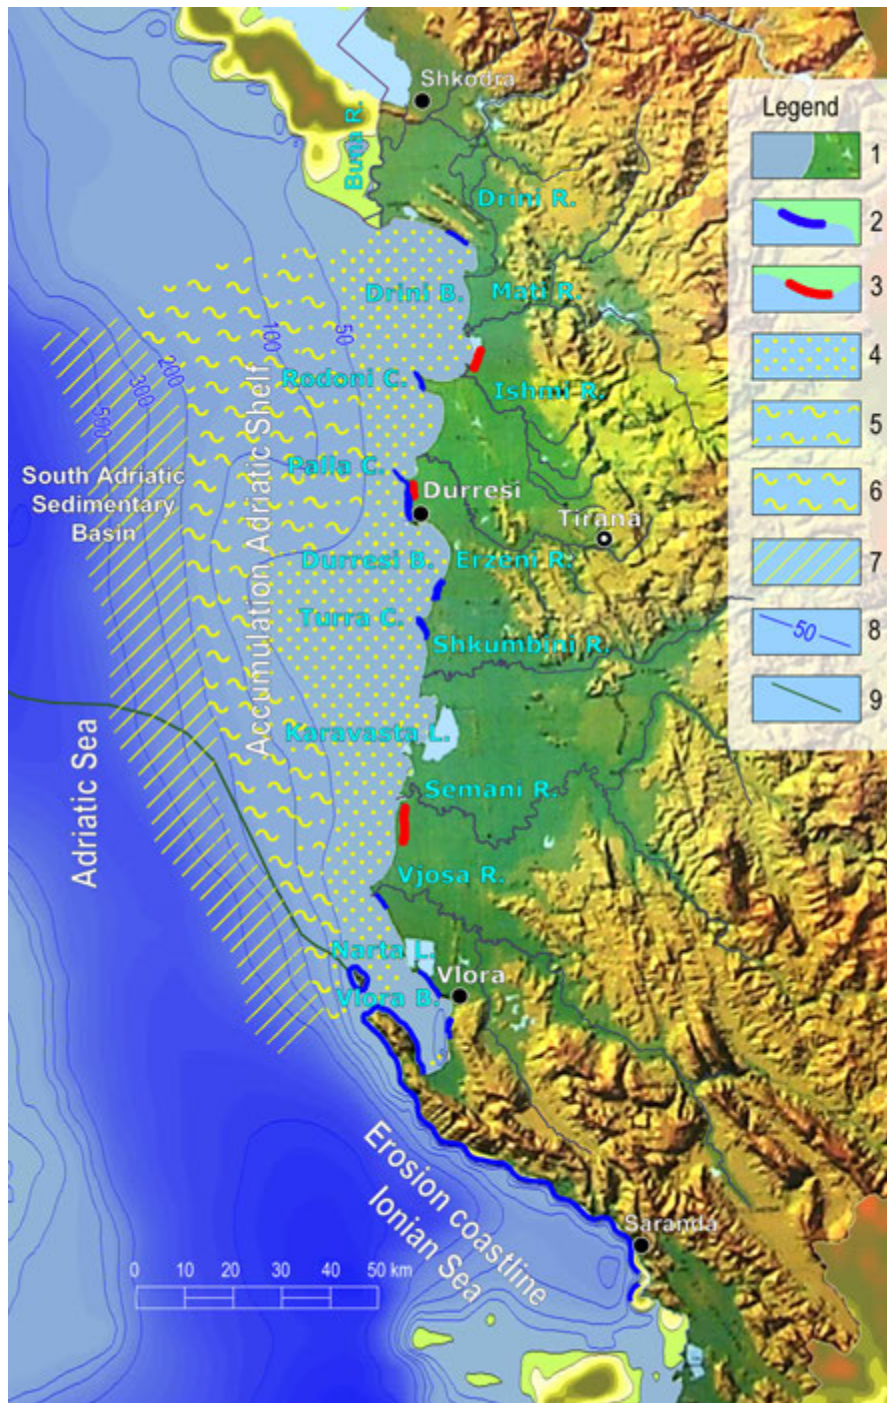 Shkodra
Legend
Buna R.
1
Drini R.
2
Drini B.
Mati R.
3
50
100
200
300
500
4
Rodoni C.
Ishmi R.
5
Palla C.
South Adriatic
Sedimentary
Basin
Accumulation Adriatic Shelf
Durresi
6
Tirana
Durresi B.
Erzeni R.
7
Turra C.
Shkumbini R.
50
8
Karavasta L.
9
Adriatic Sea
Semani R.
Vjosa R.
Narta L.
Vlora
Vlora B.
Erosion coastline
Ionian Sea
Saranda
0 10 20 30 40 50 km